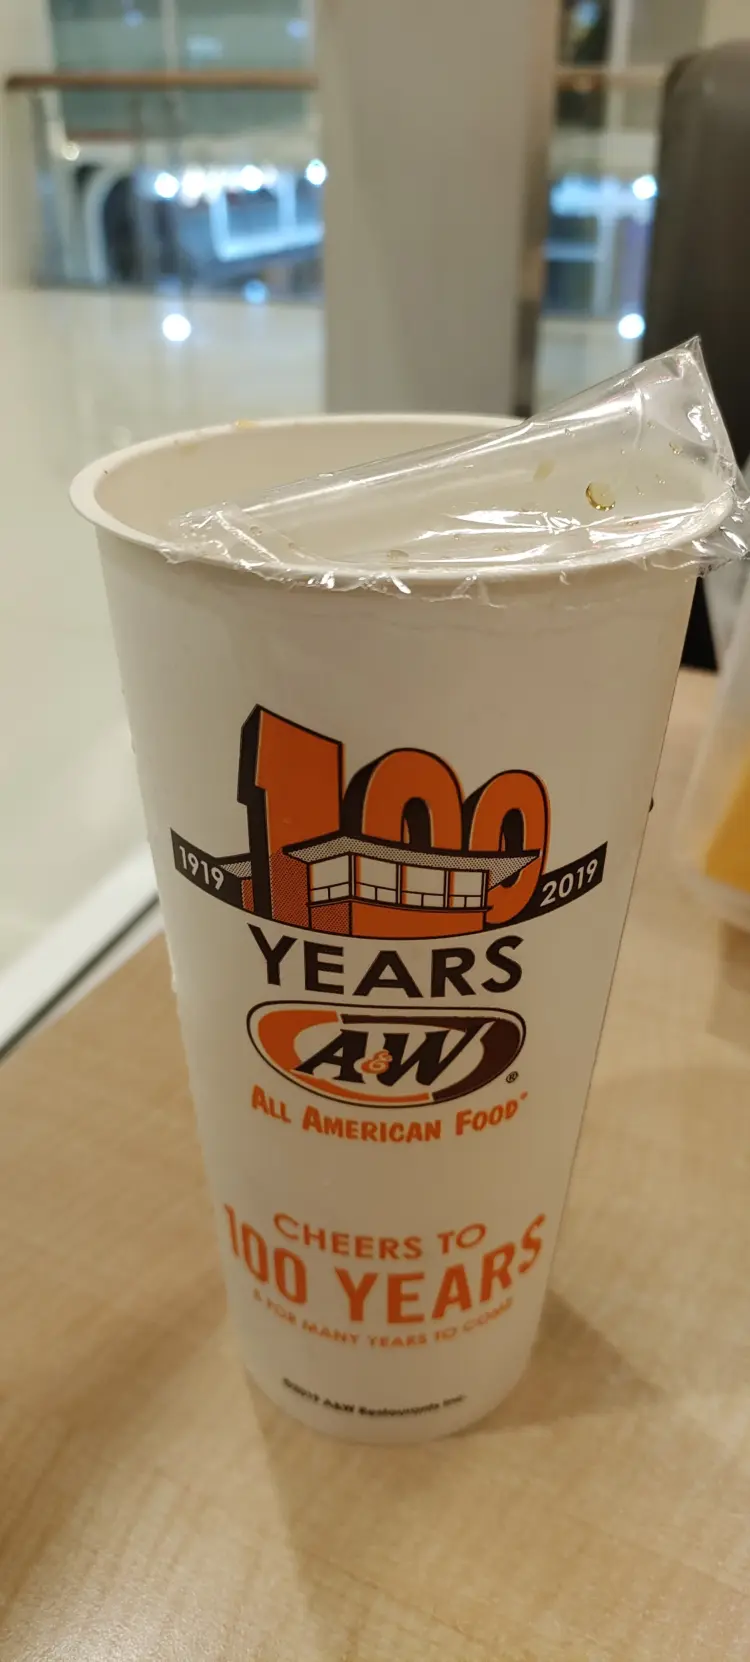 100
1919 2019
YEARS
A&W®
ALL AMERICAN FOOD
CHEERS TO
100 YEARS
& FOR MANY YEARS TO COME
©2019 A&W Restaurants Inc.